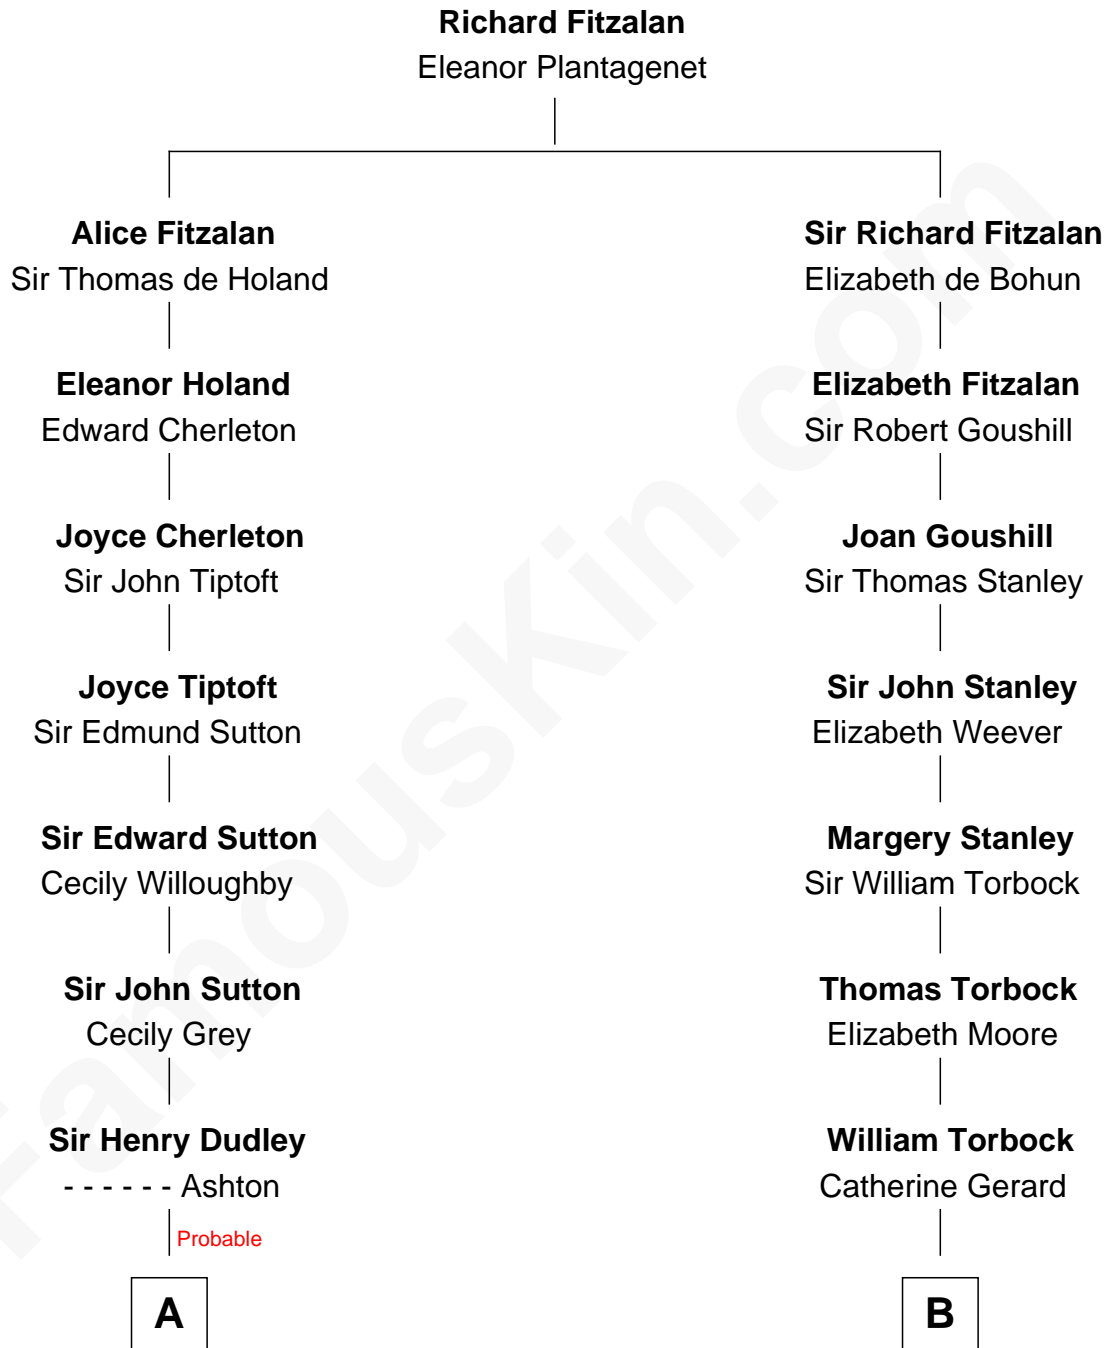 Richard Fitzalan
Eleanor Plantagenet
Alice Fitzalan
Sir Thomas de Holand
Eleanor Holand
Edward Cherleton
Joyce Cherleton
Sir John Tiptoft
Joyce Tiptoft
Sir Edmund Sutton
Sir Edward Sutton
Cecily Willoughby
Sir John Sutton
Cecily Grey
Sir Henry Dudley
- - - - - - Ashton
Probable
A
Sir Richard Fitzalan
Elizabeth de Bohun
Elizabeth Fitzalan
Sir Robert Goushill
Joan Goushill
Sir Thomas Stanley
Sir John Stanley
Elizabeth Weever
Margery Stanley
Sir William Torbock
Thomas Torbock
Elizabeth Moore
William Torbock
Catherine Gerard
B
FamousKin.com